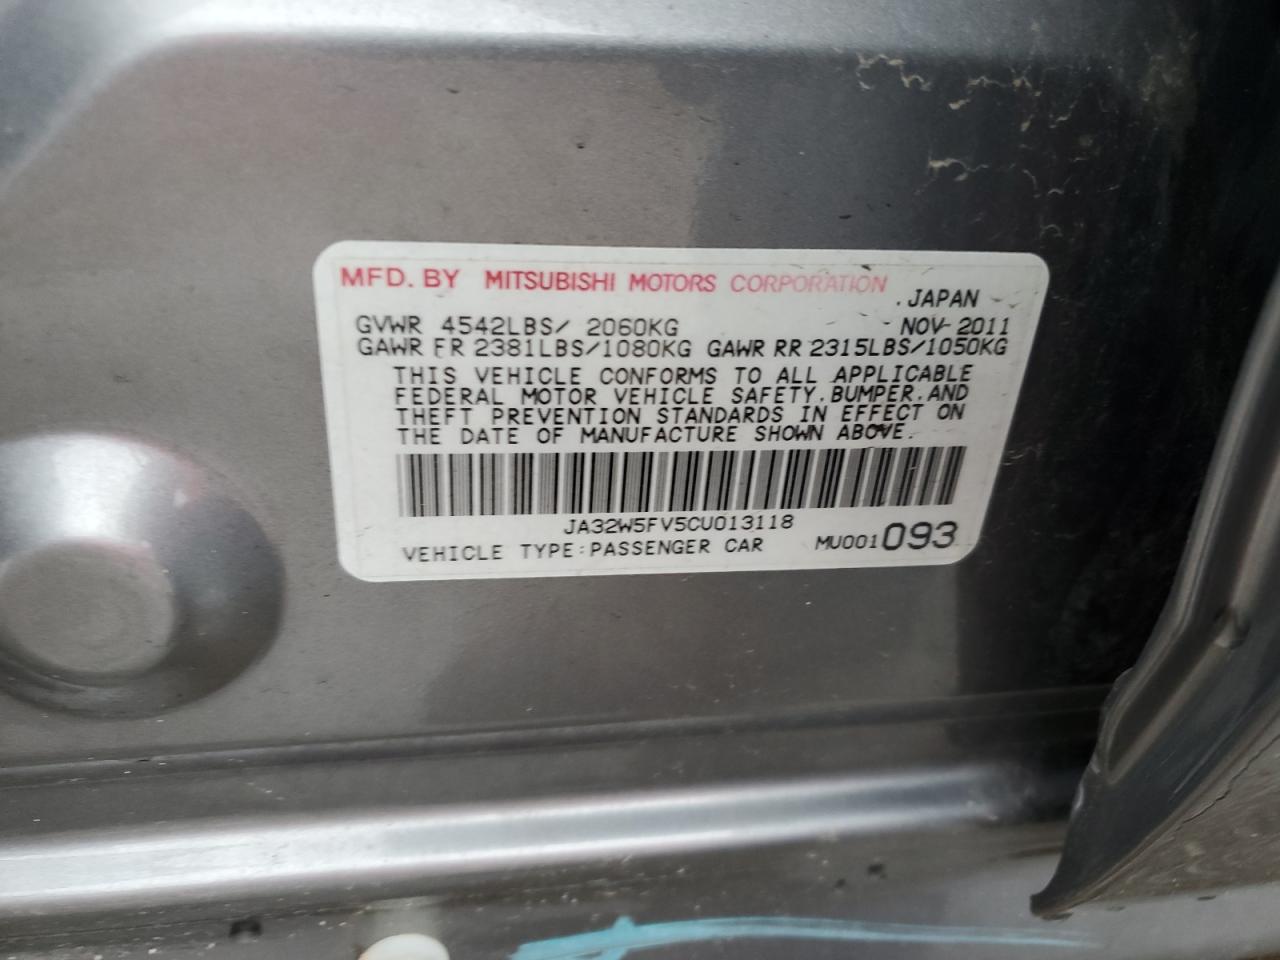 MFD. BY MITSUBISHI MOTORS CORPORATION
JAPAN
GVWR 4542LBS/ 2060KG NOV-2011
GAWR FR 2381LBS/1080KG GAWR RR 2315LBS/1050KG
THIS VEHICLE CONFORMS TO ALL APPLICABLE
FEDERAL MOTOR VEHICLE SAFETY, BUMPER, AND
THEFT PREVENTION STANDARDS IN EFFECT ON
THE DATE OF MANUFACTURE SHOWN ABOVE.
JA32W5FV5CU013118
VEHICLE TYPE:PASSENGER CAR MU001093